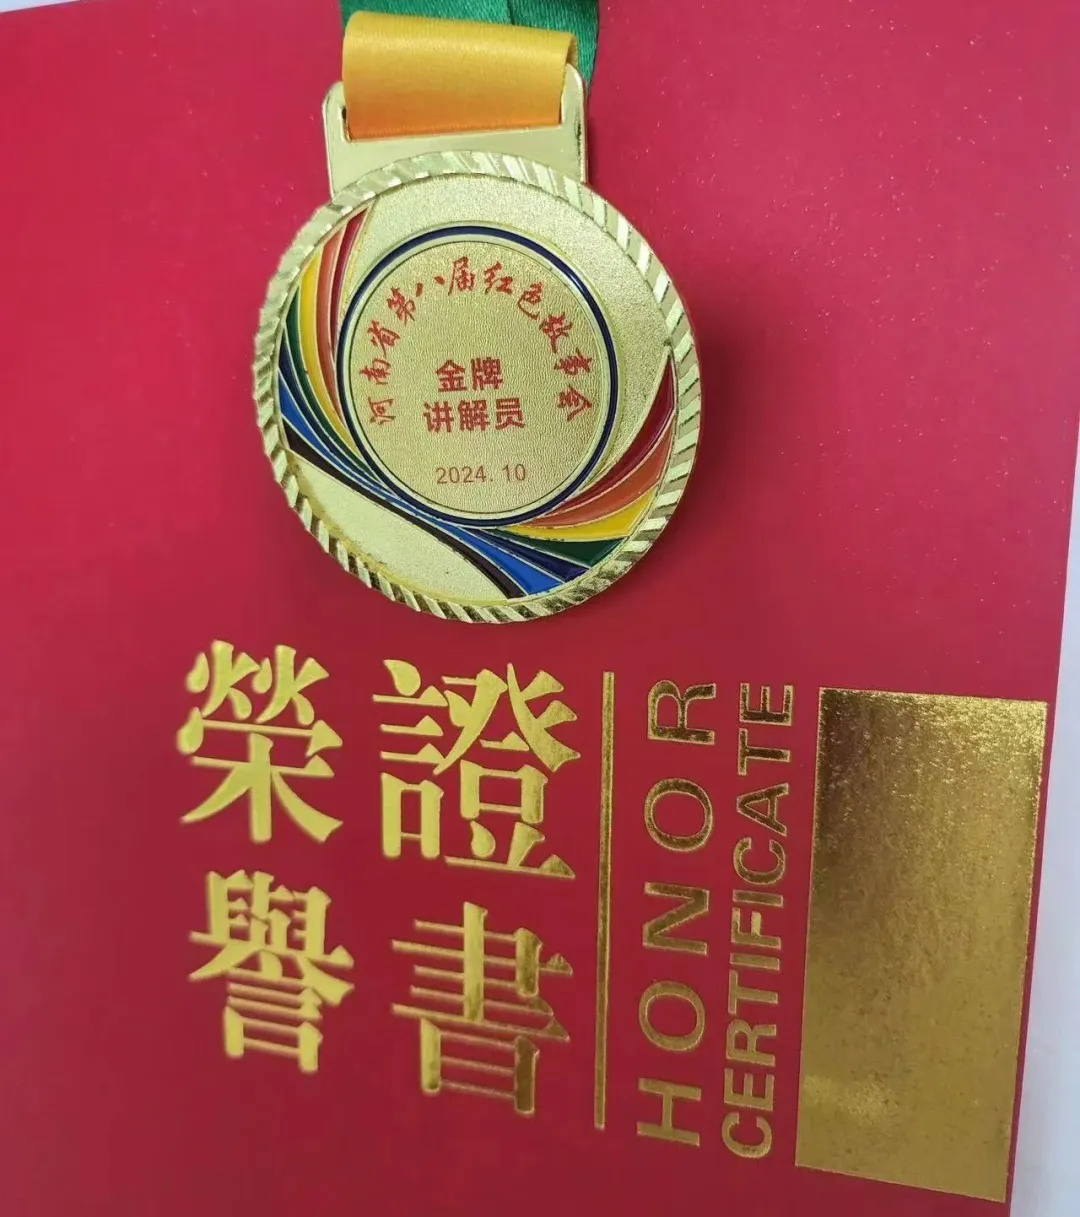 河南省第八届红色故事会
金牌
讲解员
2024.10
榮譽
證書
HONOR
CERTIFICATE